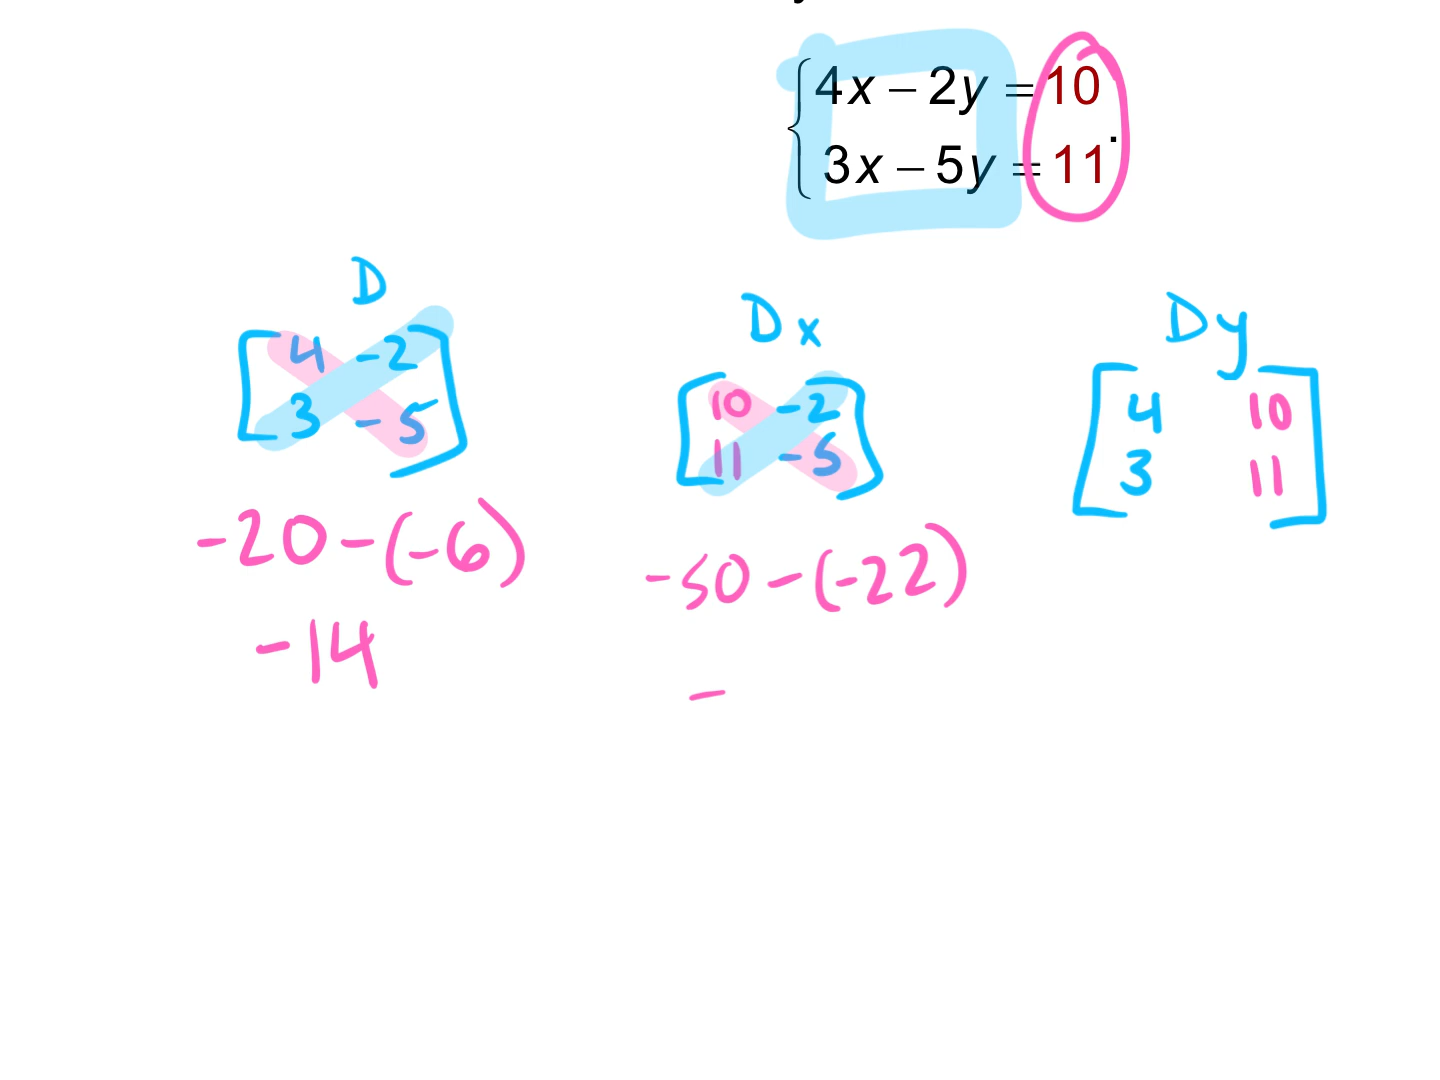 4x − 2y = 10
3x − 5y = 11.
D
4 -2
3 -5
-20-(-6)
-14
Dx
10 -2
11 -5
-50-(-22)
-
Dy
4 10
3 11